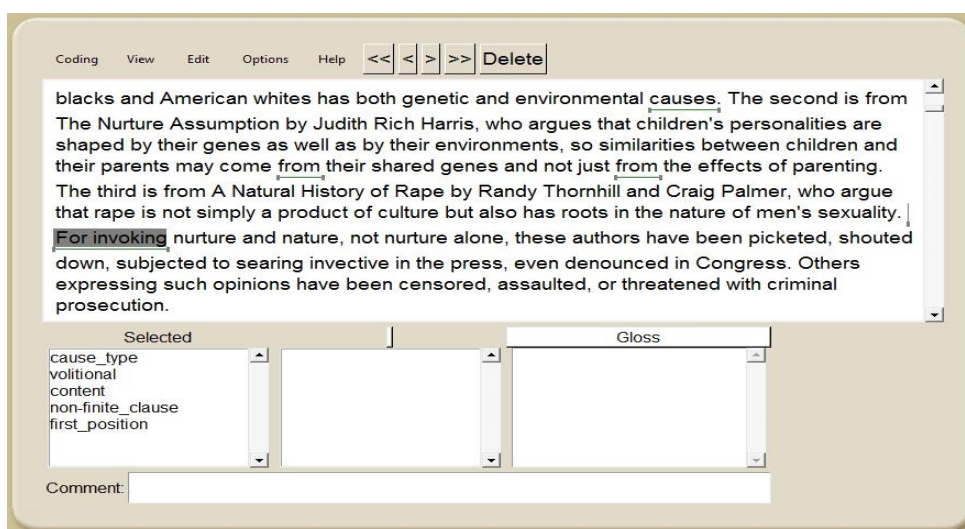 Coding View Edit Options Help << < > >> Delete
blacks and American whites has both genetic and environmental causes. The second is from
The Nurture Assumption by Judith Rich Harris, who argues that children's personalities are
shaped by their genes as well as by their environments, so similarities between children and
their parents may come from their shared genes and not just from the effects of parenting.
The third is from A Natural History of Rape by Randy Thornhill and Craig Palmer, who argue
that rape is not simply a product of culture but also has roots in the nature of men's sexuality.
For invoking nurture and nature, not nurture alone, these authors have been picketed, shouted
down, subjected to searing invective in the press, even denounced in Congress. Others
expressing such opinions have been censored, assaulted, or threatened with criminal
prosecution.
Selected Gloss
cause_type
volitional
content
non-finite_clause
first_position
Comment: